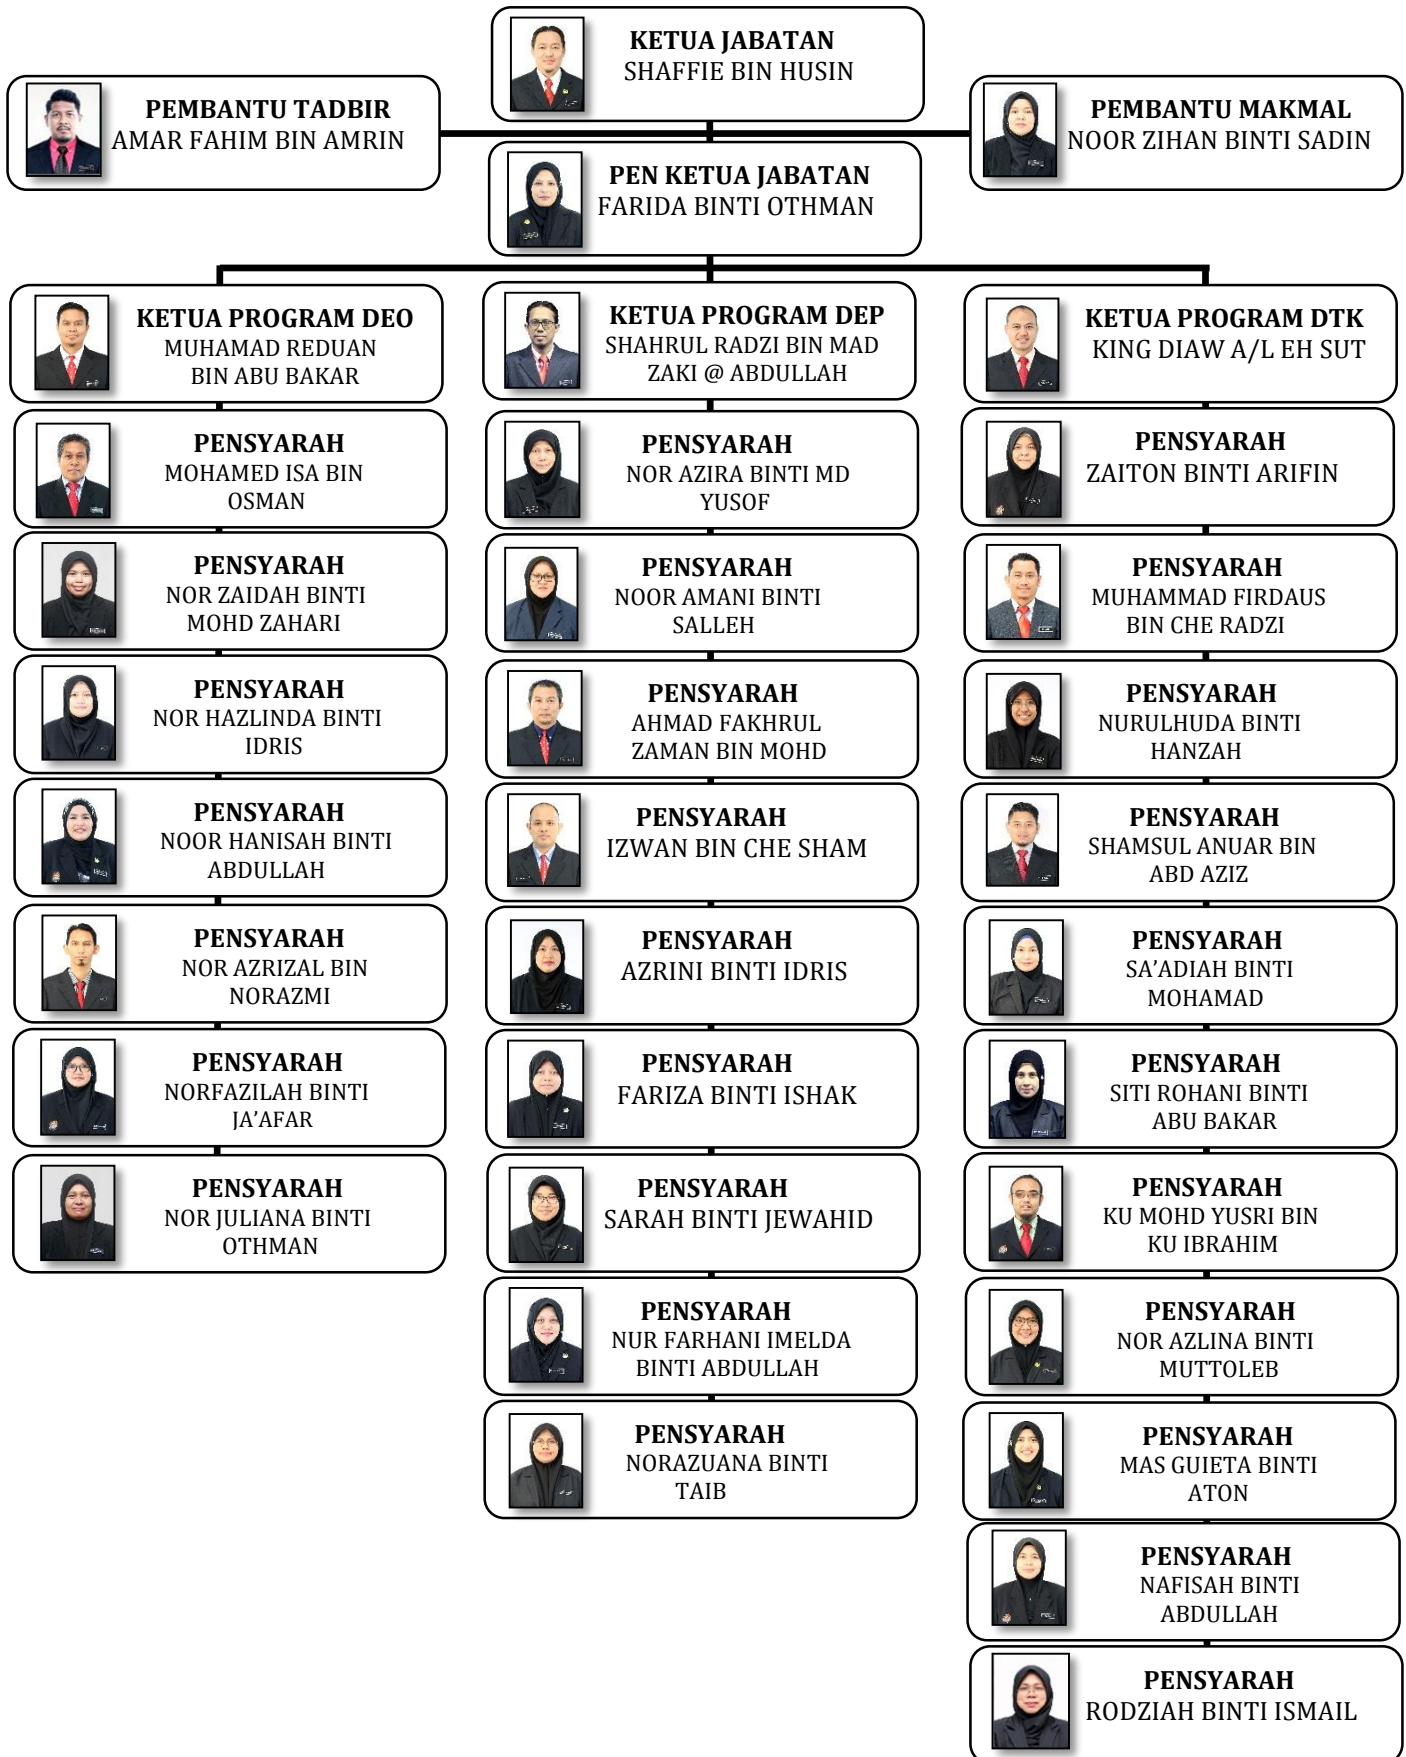 KETUA JABATAN
SHAFFIE BIN HUSIN
PEMBANTU TADBIR
AMAR FAHIM BIN AMRIN
PEMBANTU MAKMAL
NOOR ZIHAN BINTI SADIN
PEN KETUA JABATAN
FARIDA BINTI OTHMAN
KETUA PROGRAM DEO
MUHAMAD REDUAN
BIN ABU BAKAR
PENSYARAH
MOHAMED ISA BIN
OSMAN
PENSYARAH
NOR ZAIDAH BINTI
MOHD ZAHARI
PENSYARAH
NOR HAZLINDA BINTI
IDRIS
PENSYARAH
NOOR HANISAH BINTI
ABDULLAH
PENSYARAH
NOR AZRIZAL BIN
NORAZMI
PENSYARAH
NORFAZILAH BINTI
JA’AFAR
PENSYARAH
NOR JULIANA BINTI
OTHMAN
KETUA PROGRAM DEP
SHAHRUL RADZI BIN MAD
ZAKI @ ABDULLAH
PENSYARAH
NOR AZIRA BINTI MD
YUSOF
PENSYARAH
NOOR AMANI BINTI
SALLEH
PENSYARAH
AHMAD FAKHRUL
ZAMAN BIN MOHD
PENSYARAH
IZWAN BIN CHE SHAM
PENSYARAH
AZRINI BINTI IDRIS
PENSYARAH
FARIZA BINTI ISHAK
PENSYARAH
SARAH BINTI JEWAHID
PENSYARAH
NUR FARHANI IMELDA
BINTI ABDULLAH
PENSYARAH
NORAZUANA BINTI
TAIB
KETUA PROGRAM DTK
KING DIAW A/L EH SUT
PENSYARAH
ZAITON BINTI ARIFIN
PENSYARAH
MUHAMMAD FIRDAUS
BIN CHE RADZI
PENSYARAH
NURULHUDA BINTI
HANZAH
PENSYARAH
SHAMSUL ANUAR BIN
ABD AZIZ
PENSYARAH
SA’ADIAH BINTI
MOHAMAD
PENSYARAH
SITI ROHANI BINTI
ABU BAKAR
PENSYARAH
KU MOHD YUSRI BIN
KU IBRAHIM
PENSYARAH
NOR AZLINA BINTI
MUTTOLEB
PENSYARAH
MAS GUIETA BINTI
ATON
PENSYARAH
NAFISAH BINTI
ABDULLAH
PENSYARAH
RODZIAH BINTI ISMAIL